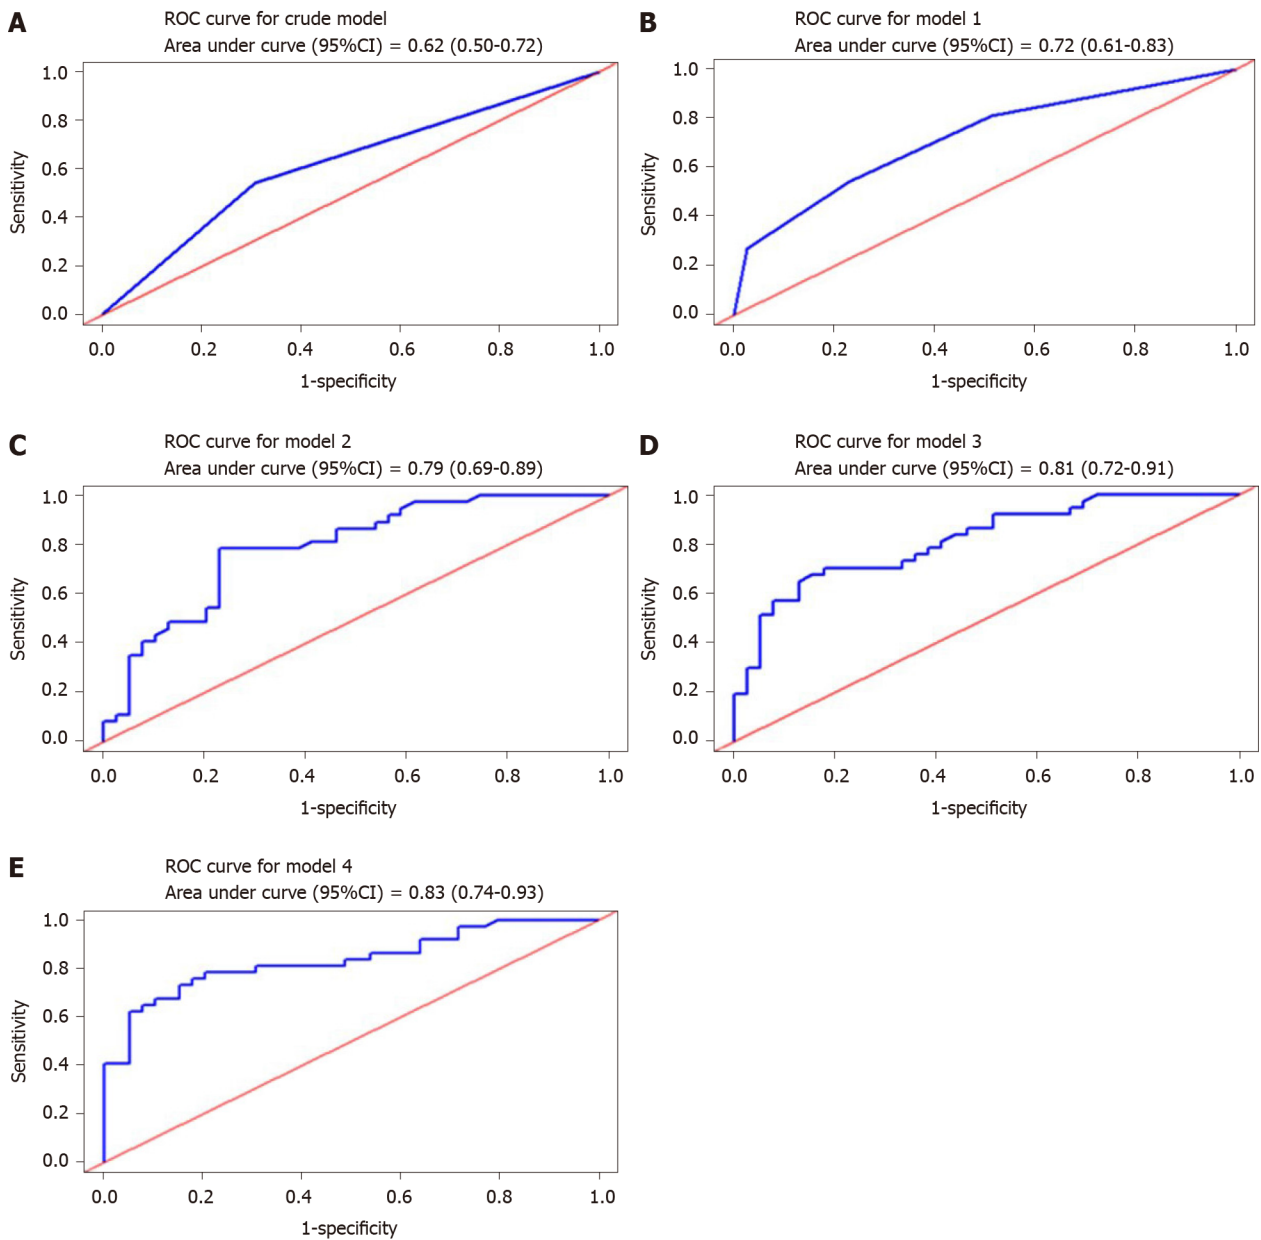 A
ROC curve for crude model
Area under curve (95%CI) = 0.62 (0.50-0.72)
1.0
0.8
0.6
0.4
0.2
0.0
Sensitivity
0.0 0.2 0.4 0.6 0.8 1.0
1-specificity
B
ROC curve for model 1
Area under curve (95%CI) = 0.72 (0.61-0.83)
1.0
0.8
0.6
0.4
0.2
0.0
Sensitivity
0.0 0.2 0.4 0.6 0.8 1.0
1-specificity
C
ROC curve for model 2
Area under curve (95%CI) = 0.79 (0.69-0.89)
1.0
0.8
0.6
0.4
0.2
0.0
Sensitivity
0.0 0.2 0.4 0.6 0.8 1.0
1-specificity
D
ROC curve for model 3
Area under curve (95%CI) = 0.81 (0.72-0.91)
1.0
0.8
0.6
0.4
0.2
0.0
Sensitivity
0.0 0.2 0.4 0.6 0.8 1.0
1-specificity
E
ROC curve for model 4
Area under curve (95%CI) = 0.83 (0.74-0.93)
1.0
0.8
0.6
0.4
0.2
0.0
Sensitivity
0.0 0.2 0.4 0.6 0.8 1.0
1-specificity